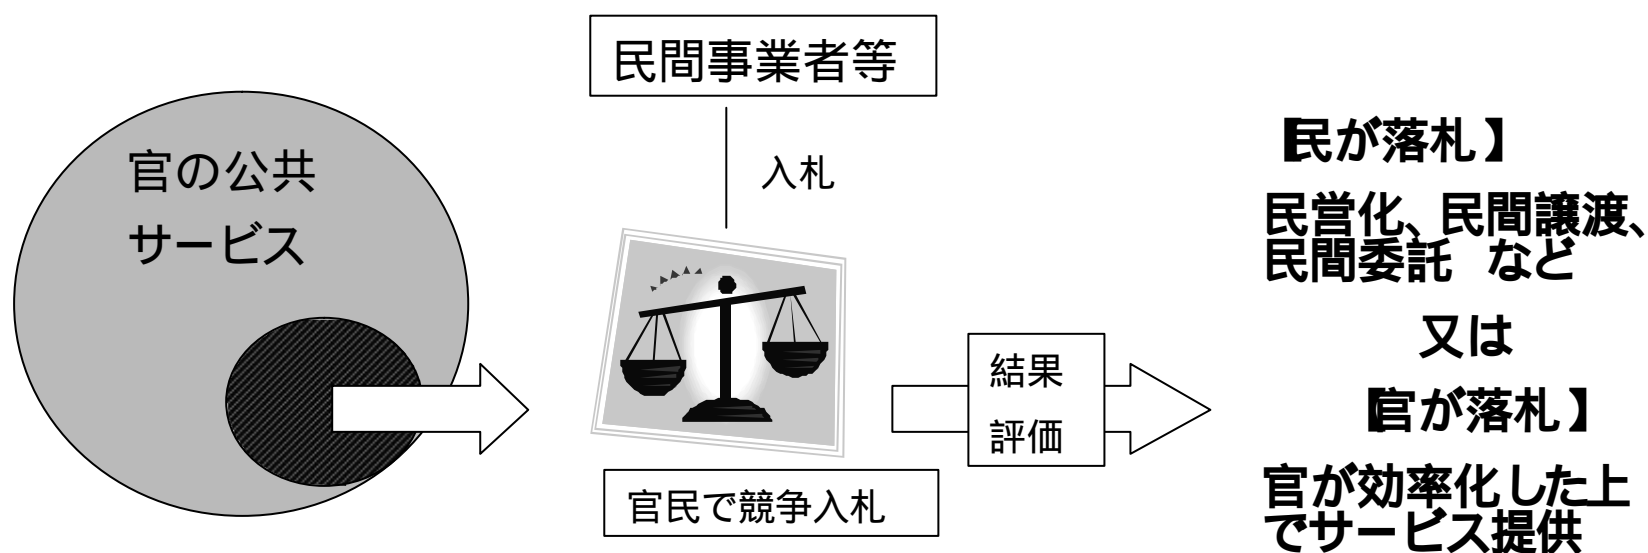 民間事業者等
官の公共
サービス
入札
官民で競争入札
結果
評価
【民が落札】
民営化、民間譲渡、
民間委託 など
又は
【官が落札】
官が効率化した上
でサービス提供